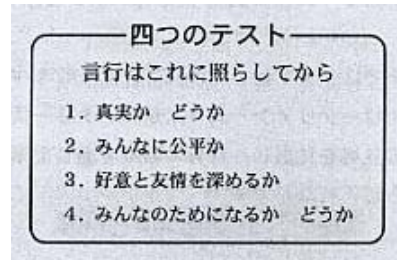 四つのテスト
言行はこれに照らしてから
1. 真実か　どうか
2. みんなに公平か
3. 好意と友情を深めるか
4. みんなのためになるか　どうか